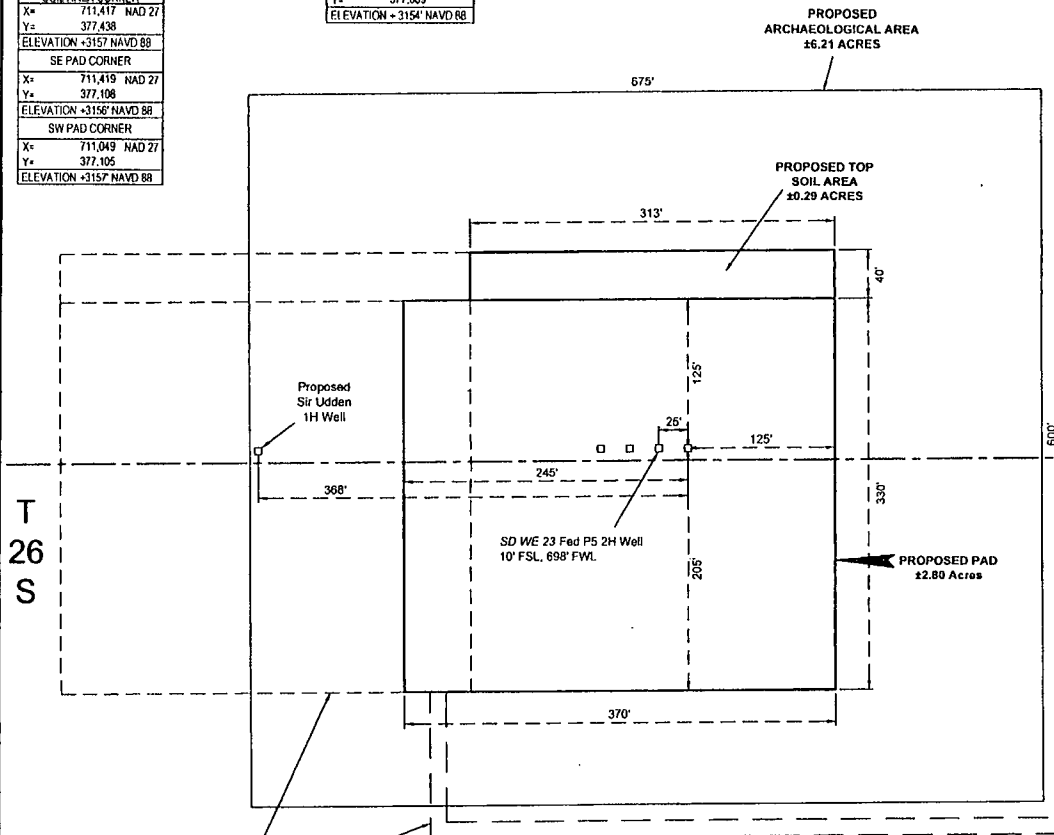 X= 711,417 NAD 27
Y= 377,438
ELEVATION +3157 NAVD 88
SE PAD CORNER
X= 711,419 NAD 27
Y= 377,108
ELEVATION +3156' NAVD 88
SW PAD CORNER
X= 711,049 NAD 27
Y= 377,105
ELEVATION +3157' NAVD 88
ELEVATION +3154' NAVD 88
PROPOSED
ARCHAEOLOGICAL AREA
±6.21 ACRES
675'
PROPOSED TOP
SOIL AREA
±0.29 ACRES
313'
40'
Proposed
Sir Udden
1H Well
125'
25'
125'
600'
245'
368'
330'
T
26
S
SD WE 23 Fed P5 2H Well
10' FSL, 698' FWL
205'
PROPOSED PAD
±2.80 Acres
370'